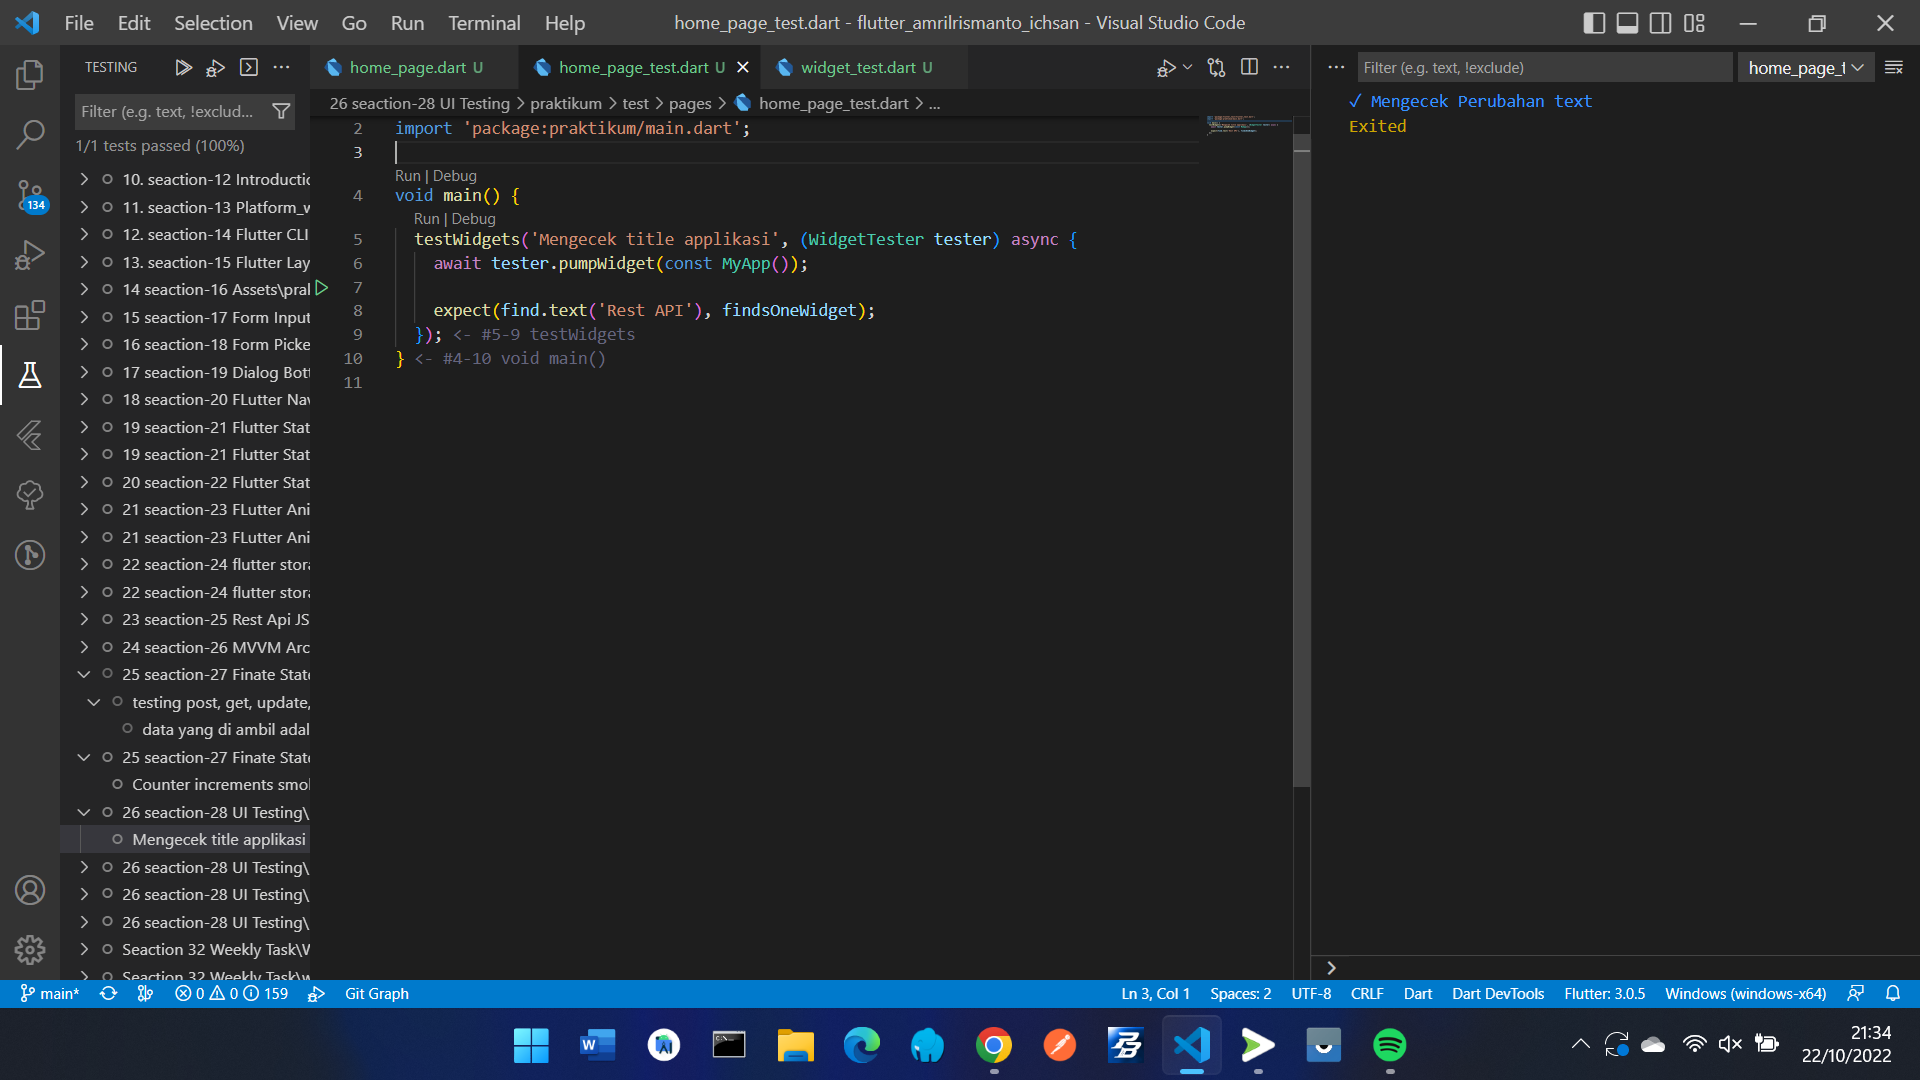 File Edit Selection View Go Run Terminal Help
home_page_test.dart - flutter_amrilrismanto_ichsan - Visual Studio Code
TESTING
home_page.dart U
home_page_test.dart U
widget_test.dart U
Filter (e.g. text, !exclude)
home_page_t
Filter (e.g. text, !exclud...
1/1 tests passed (100%)
26 seaction-28 UI Testing > praktikum > test > pages > home_page_test.dart > ...
✓ Mengecek Perubahan text
Exited
134
10. seaction-12 Introductic
11. seaction-13 Platform_w
12. seaction-14 Flutter CLI
13. seaction-15 Flutter Lay
14 seaction-16 Assets\pral
15 seaction-17 Form Input
16 seaction-18 Form Picke
17 seaction-19 Dialog Bott
18 seaction-20 FLutter Nav
19 seaction-21 Flutter Stat
19 seaction-21 Flutter Stat
20 seaction-22 Flutter Stat
21 seaction-23 FLutter Ani
21 seaction-23 FLutter Ani
22 seaction-24 flutter stora
22 seaction-24 flutter stora
23 seaction-25 Rest Api JS
24 seaction-26 MVVM Arc
25 seaction-27 Finate State
testing post, get, update,
data yang di ambil adal
25 seaction-27 Finate State
Counter increments smol
26 seaction-28 UI Testing\
Mengecek title applikasi
26 seaction-28 UI Testing\
26 seaction-28 UI Testing\
26 seaction-28 UI Testing\
Seaction 32 Weekly Task\W
Seaction 32 Weekly Task\w
2 import 'package:praktikum/main.dart';
3
Run | Debug
4 void main() {
Run | Debug
5 testWidgets('Mengecek title applikasi', (WidgetTester tester) async {
6 await tester.pumpWidget(const MyApp());
7
8 expect(find.text('Rest API'), findsOneWidget);
9 }); <- #5-9 testWidgets
10 } <- #4-10 void main()
11
main* 0 0 159 Git Graph
Ln 3, Col 1 Spaces: 2 UTF-8 CRLF Dart Dart DevTools Flutter: 3.0.5 Windows (windows-x64)
21:34
22/10/2022